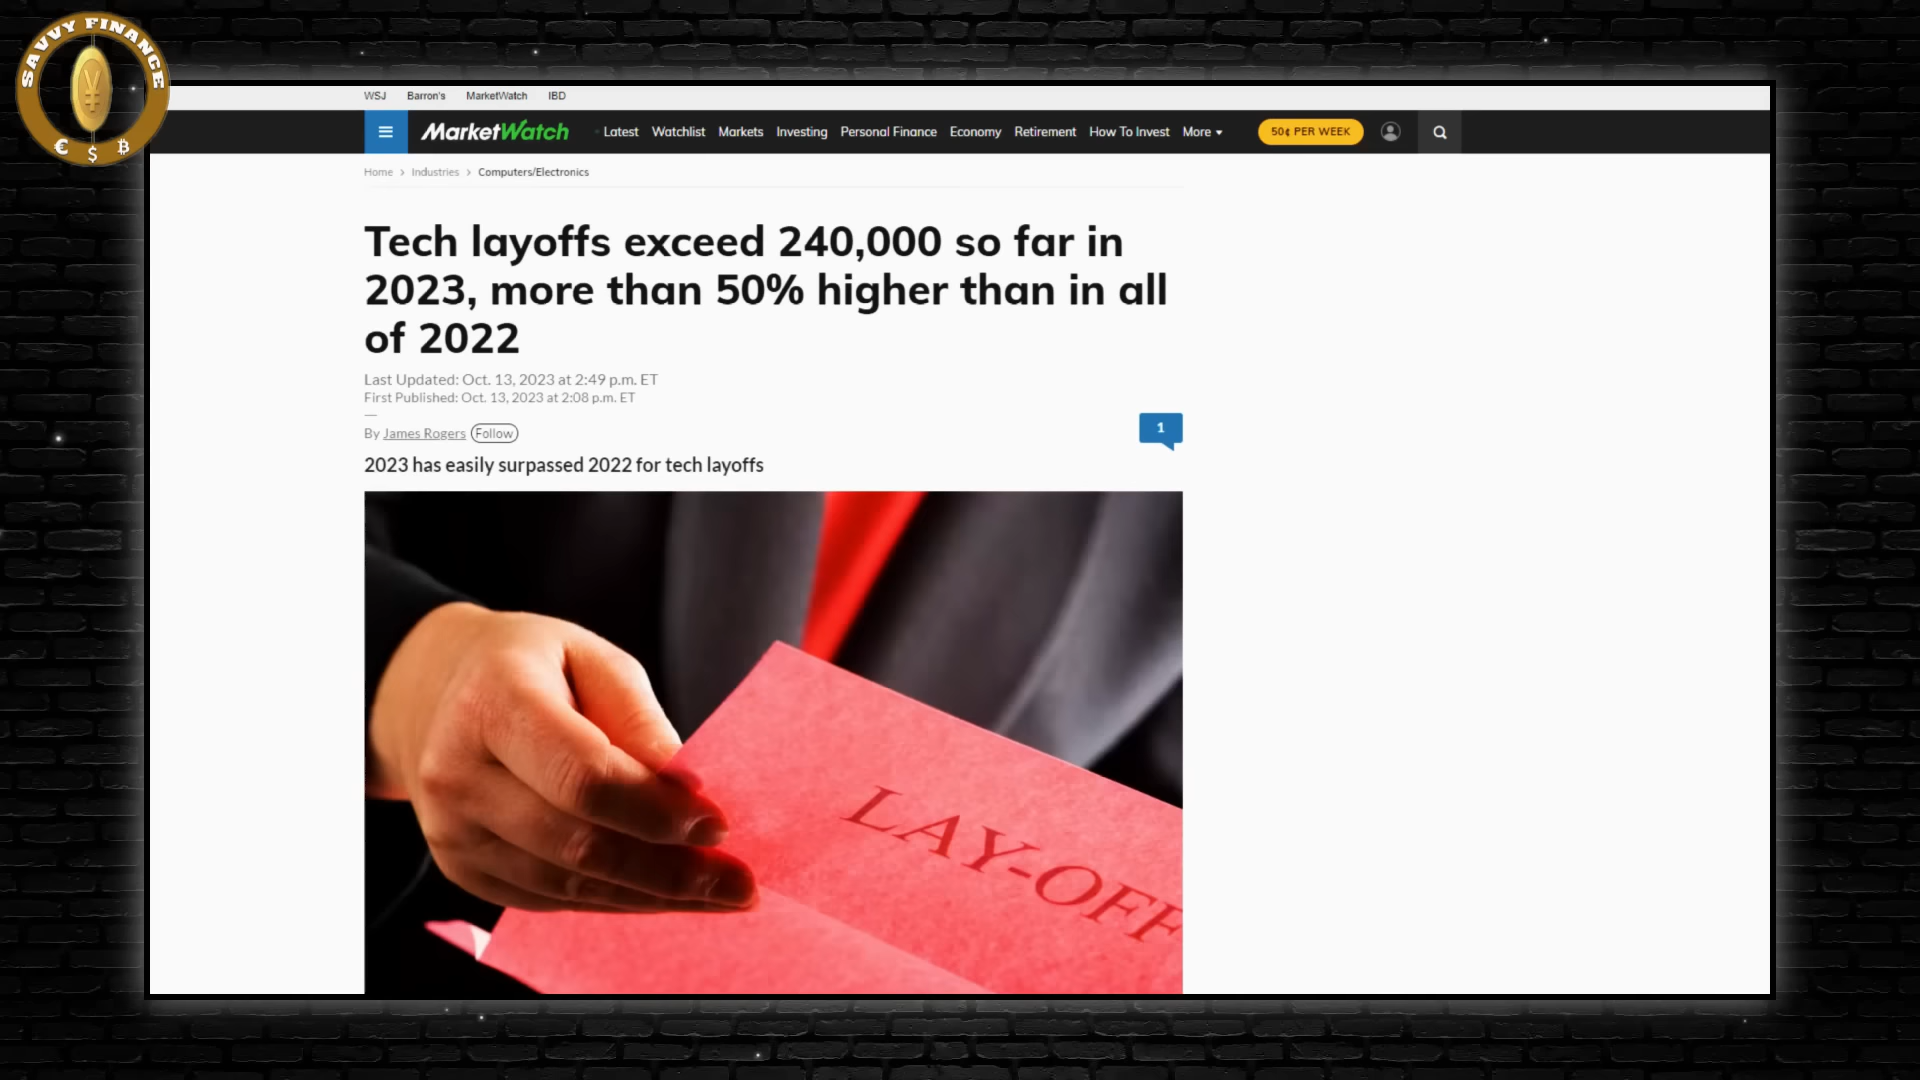 SAVVY FINANCE
¥
€ $ ₿
WSJ Barron's MarketWatch IBD
MarketWatch Latest Watchlist Markets Investing Personal Finance Economy Retirement How To Invest More 50¢ PER WEEK
Home > Industries > Computers/Electronics
Tech layoffs exceed 240,000 so far in
2023, more than 50% higher than in all
of 2022
Last Updated: Oct. 13, 2023 at 2:49 p.m. ET
First Published: Oct. 13, 2023 at 2:08 p.m. ET
By James Rogers Follow
1
2023 has easily surpassed 2022 for tech layoffs
LAY-OFF